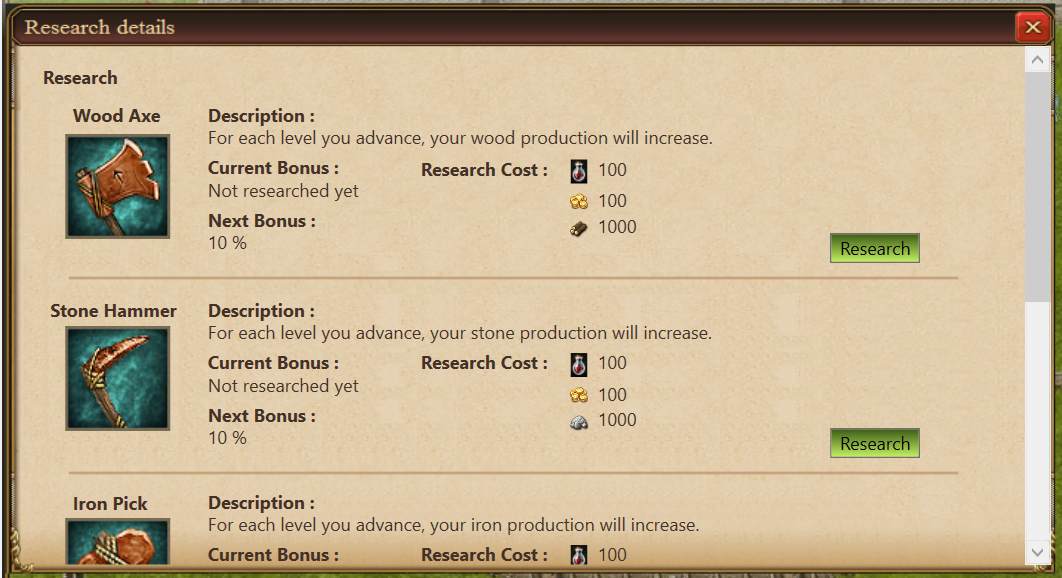 Research details
Research
Wood Axe
Description :
For each level you advance, your wood production will increase.
Current Bonus :
Not researched yet
Research Cost :
100
100
1000
Next Bonus :
10 %
Research
Stone Hammer
Description :
For each level you advance, your stone production will increase.
Current Bonus :
Not researched yet
Research Cost :
100
100
1000
Next Bonus :
10 %
Research
Iron Pick
Description :
For each level you advance, your iron production will increase.
Current Bonus :
Research Cost :
100